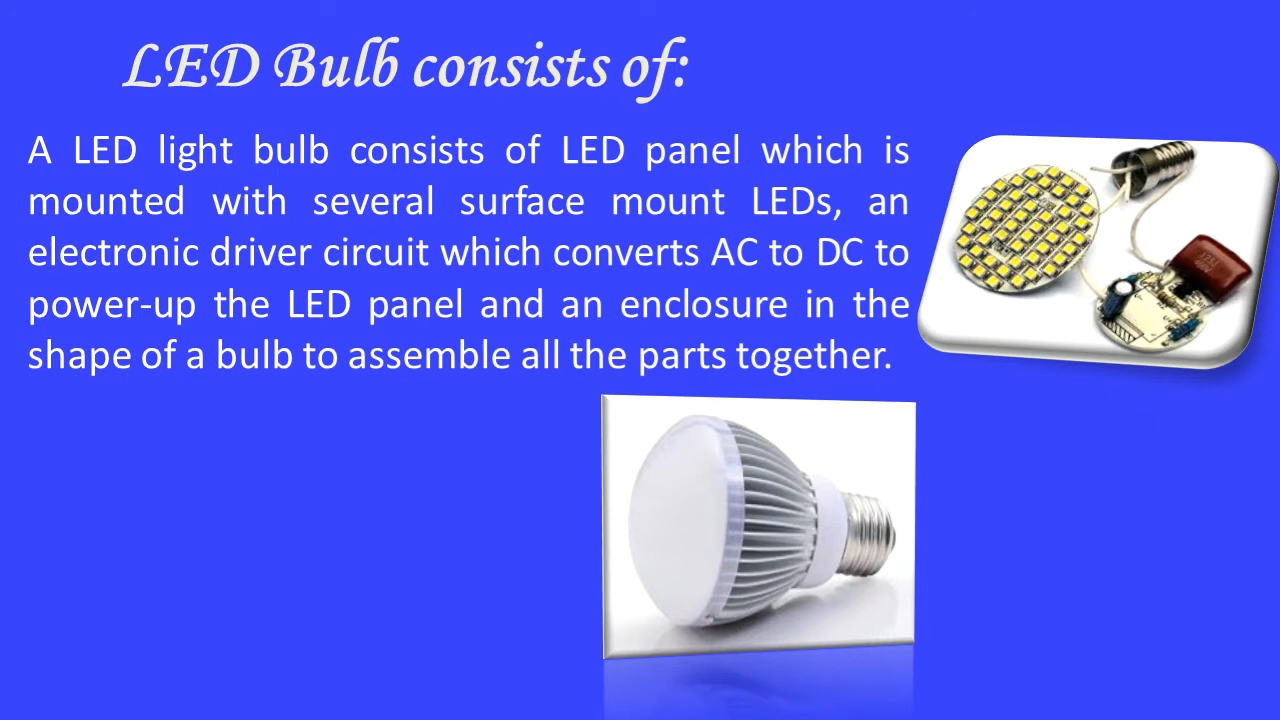 LED Bulb consists of:
A LED light bulb consists of LED panel which is
mounted with several surface mount LEDs, an
electronic driver circuit which converts AC to DC to
power-up the LED panel and an enclosure in the
shape of a bulb to assemble all the parts together.